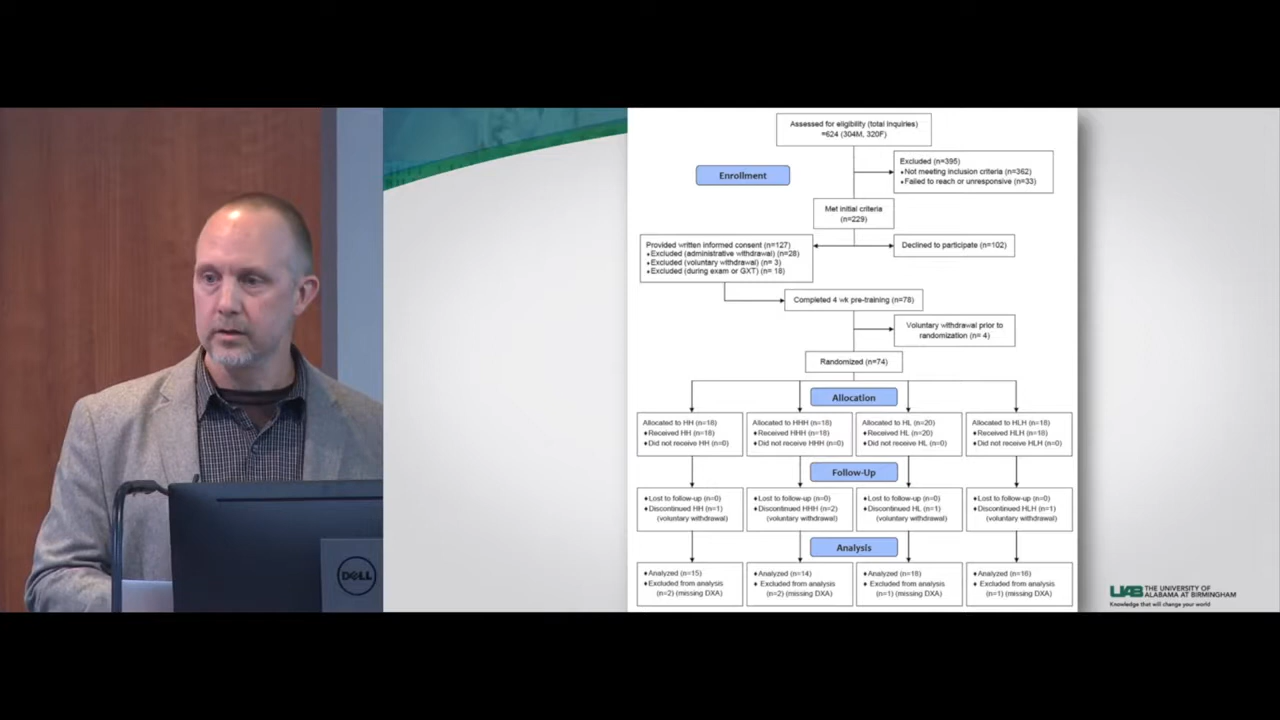 Assessed for eligibility (total inquiries)
=624 (304M, 320F)
Excluded (n=395)
♦Not meeting inclusion criteria (n=362)
♦Failed to reach or unresponsive (n=33)
Enrollment
Met initial criteria
(n=229)
Provided written informed consent (n=127)
♦Excluded (administrative withdrawal) (n=28)
♦Excluded (voluntary withdrawal) (n= 3)
♦Excluded (during exam or GXT) (n= 18)
Declined to participate (n=102)
Completed 4 wk pre-training (n=78)
Voluntary withdrawal prior to
randomization (n= 4)
Randomized (n=74)
Allocation
Allocated to HH (n=18)
♦Received HH (n=18)
♦Did not receive HH (n=0)
Allocated to HHH (n=18)
♦Received HHH (n=18)
♦Did not receive HHH (n=0)
Allocated to HL (n=20)
♦Received HL (n=20)
♦Did not receive HL (n=0)
Allocated to HLH (n=18)
♦Received HLH (n=18)
♦Did not receive HLH (n=0)
Follow-Up
♦Lost to follow-up (n=0)
♦Discontinued HH (n=1)
(voluntary withdrawal)
♦Lost to follow-up (n=0)
♦Discontinued HHH (n=2)
(voluntary withdrawal)
♦Lost to follow-up (n=0)
♦Discontinued HL (n=1)
(voluntary withdrawal)
♦Lost to follow-up (n=0)
♦Discontinued HLH (n=1)
(voluntary withdrawal)
Analysis
♦Analyzed (n=15)
♦Excluded from analysis
(n=2) (missing DXA)
♦Analyzed (n=14)
♦ Excluded from analysis
(n=2) (missing DXA)
♦Analyzed (n=18)
♦ Excluded from analysis
(n=1) (missing DXA)
♦Analyzed (n=16)
♦ Excluded from analysis
(n=1) (missing DXA)
DELL
UAB THE UNIVERSITY OF
ALABAMA AT BIRMINGHAM
Knowledge that will change your world